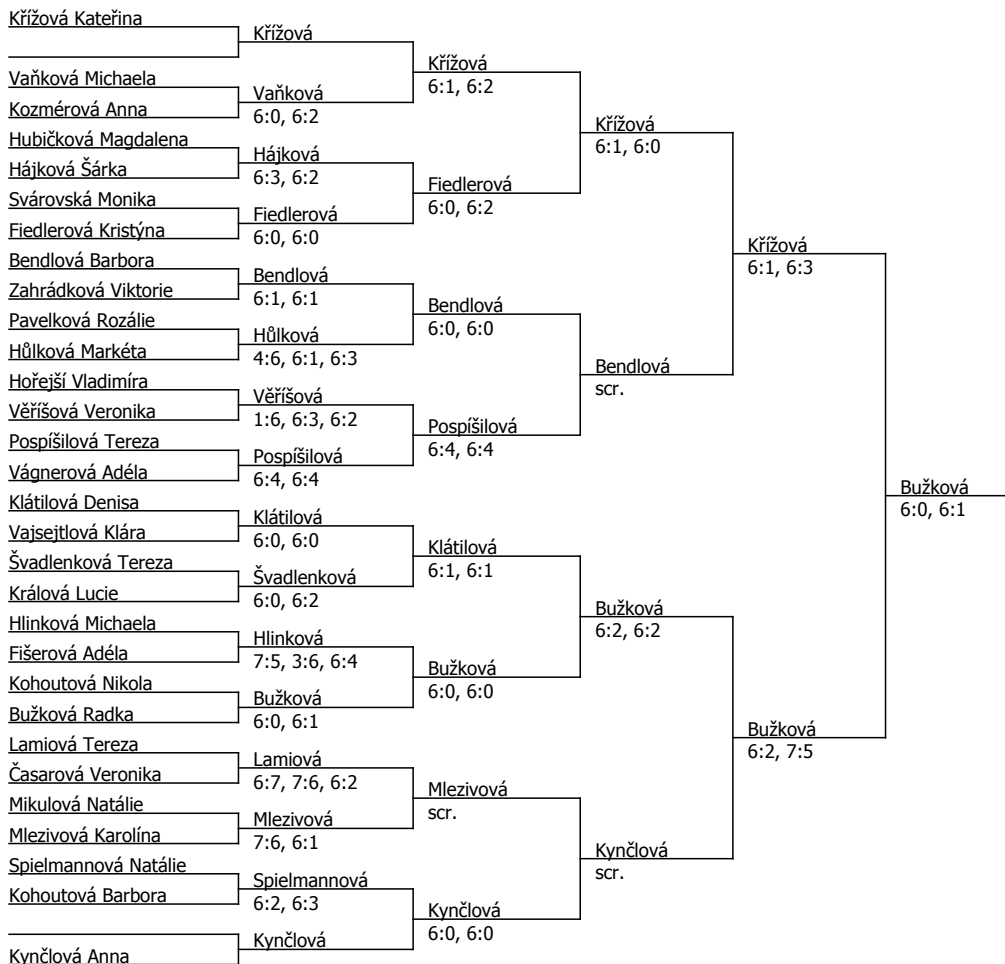 Křížová Kateřina
Křížová
Křížová
6:1, 6:2
Vaňková Michaela
Vaňková
6:0, 6:2
Kozmérová Anna
Křížová
6:1, 6:0
Hubičková Magdalena
Hájková
6:3, 6:2
Hájková Šárka
Fiedlerová
6:0, 6:2
Svárovská Monika
Fiedlerová
6:0, 6:0
Fiedlerová Kristýna
Křížová
6:1, 6:3
Bendlová Barbora
Bendlová
6:1, 6:1
Zahrádková Viktorie
Bendlová
6:0, 6:0
Pavelková Rozálie
Hůlková
4:6, 6:1, 6:3
Hůlková Markéta
Bendlová
scr.
Hořejší Vladimíra
Věříšová
1:6, 6:3, 6:2
Věříšová Veronika
Pospíšilová
6:4, 6:4
Pospíšilová Tereza
Pospíšilová
6:4, 6:4
Vágnerová Adéla
Bužková
6:0, 6:1
Klátilová Denisa
Klátilová
6:0, 6:0
Vajsejtlová Klára
Klátilová
6:1, 6:1
Švadlenková Tereza
Švadlenková
6:0, 6:2
Králová Lucie
Bužková
6:2, 6:2
Hlinková Michaela
Hlinková
7:5, 3:6, 6:4
Fišerová Adéla
Bužková
6:0, 6:0
Kohoutová Nikola
Bužková
6:0, 6:1
Bužková Radka
Bužková
6:2, 7:5
Lamiová Tereza
Lamiová
6:7, 7:6, 6:2
Časarová Veronika
Mlezivová
scr.
Mikulová Natálie
Mlezivová
7:6, 6:1
Mlezivová Karolína
Kynčlová
scr.
Spielmannová Natálie
Spielmannová
6:2, 6:3
Kohoutová Barbora
Kynčlová
6:0, 6:0
Kynčlová
Kynčlová Anna